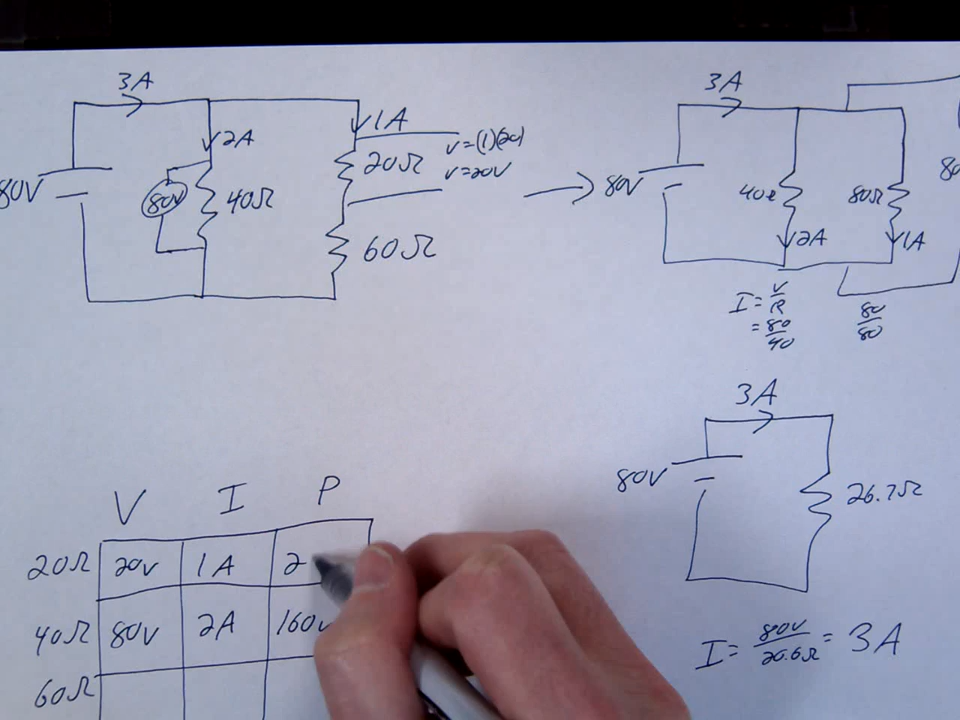 3A
1A
2A
V=(1)(20)
V=20V
80V
80V
40Ω
20Ω
60Ω
3A
80V
40Ω
80Ω
2A
1A
I = V/R
= 80/40
80/80
3A
80V
26.7Ω
I = 80V/26.6Ω = 3A
V I P
20Ω 20V 1A 2
40Ω 80V 2A 160
60Ω